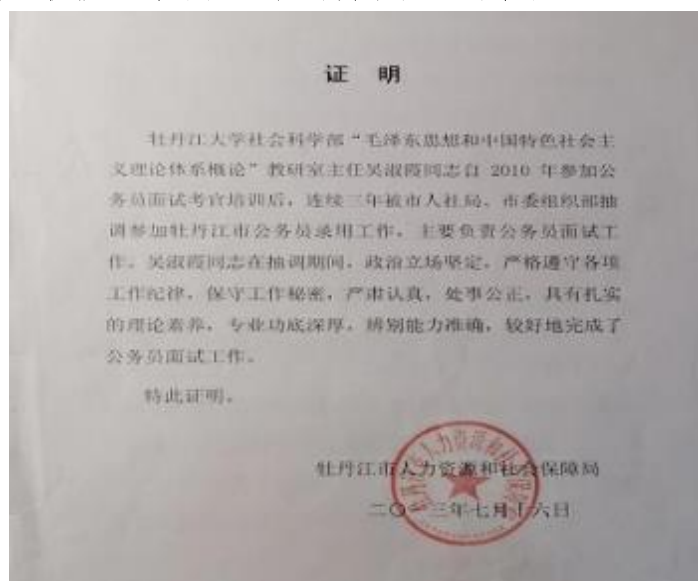 证 明
牡丹江大学社会科学部“毛泽东思想和中国特色社会主
义理论体系概论”教研室主任吴淑霞同志自 2010 年参加公
务员面试考官培训后，连续三年被市人社局、市委组织部抽
调参加牡丹江市公务员录用工作，主要负责公务员面试工
作。吴淑霞同志在抽调期间，政治立场坚定，严格遵守各项
工作纪律，保守工作秘密，严肃认真，处事公正，具有扎实
的理论素养，专业功底深厚，辨别能力准确，较好地完成了
公务员面试工作。
特此证明。
牡丹江市人力资源和社会保障局
二〇一三年七月十六日